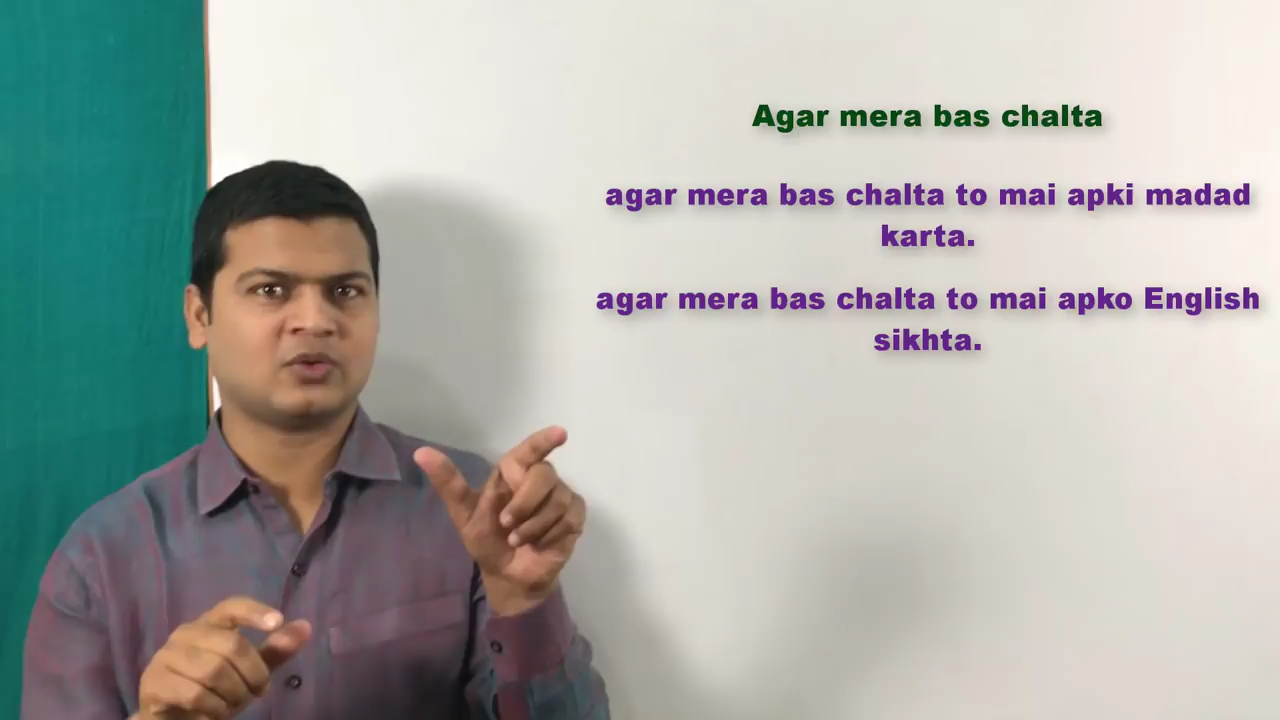 Agar mera bas chalta
agar mera bas chalta to mai apki madad
karta.
agar mera bas chalta to mai apko English
sikhta.